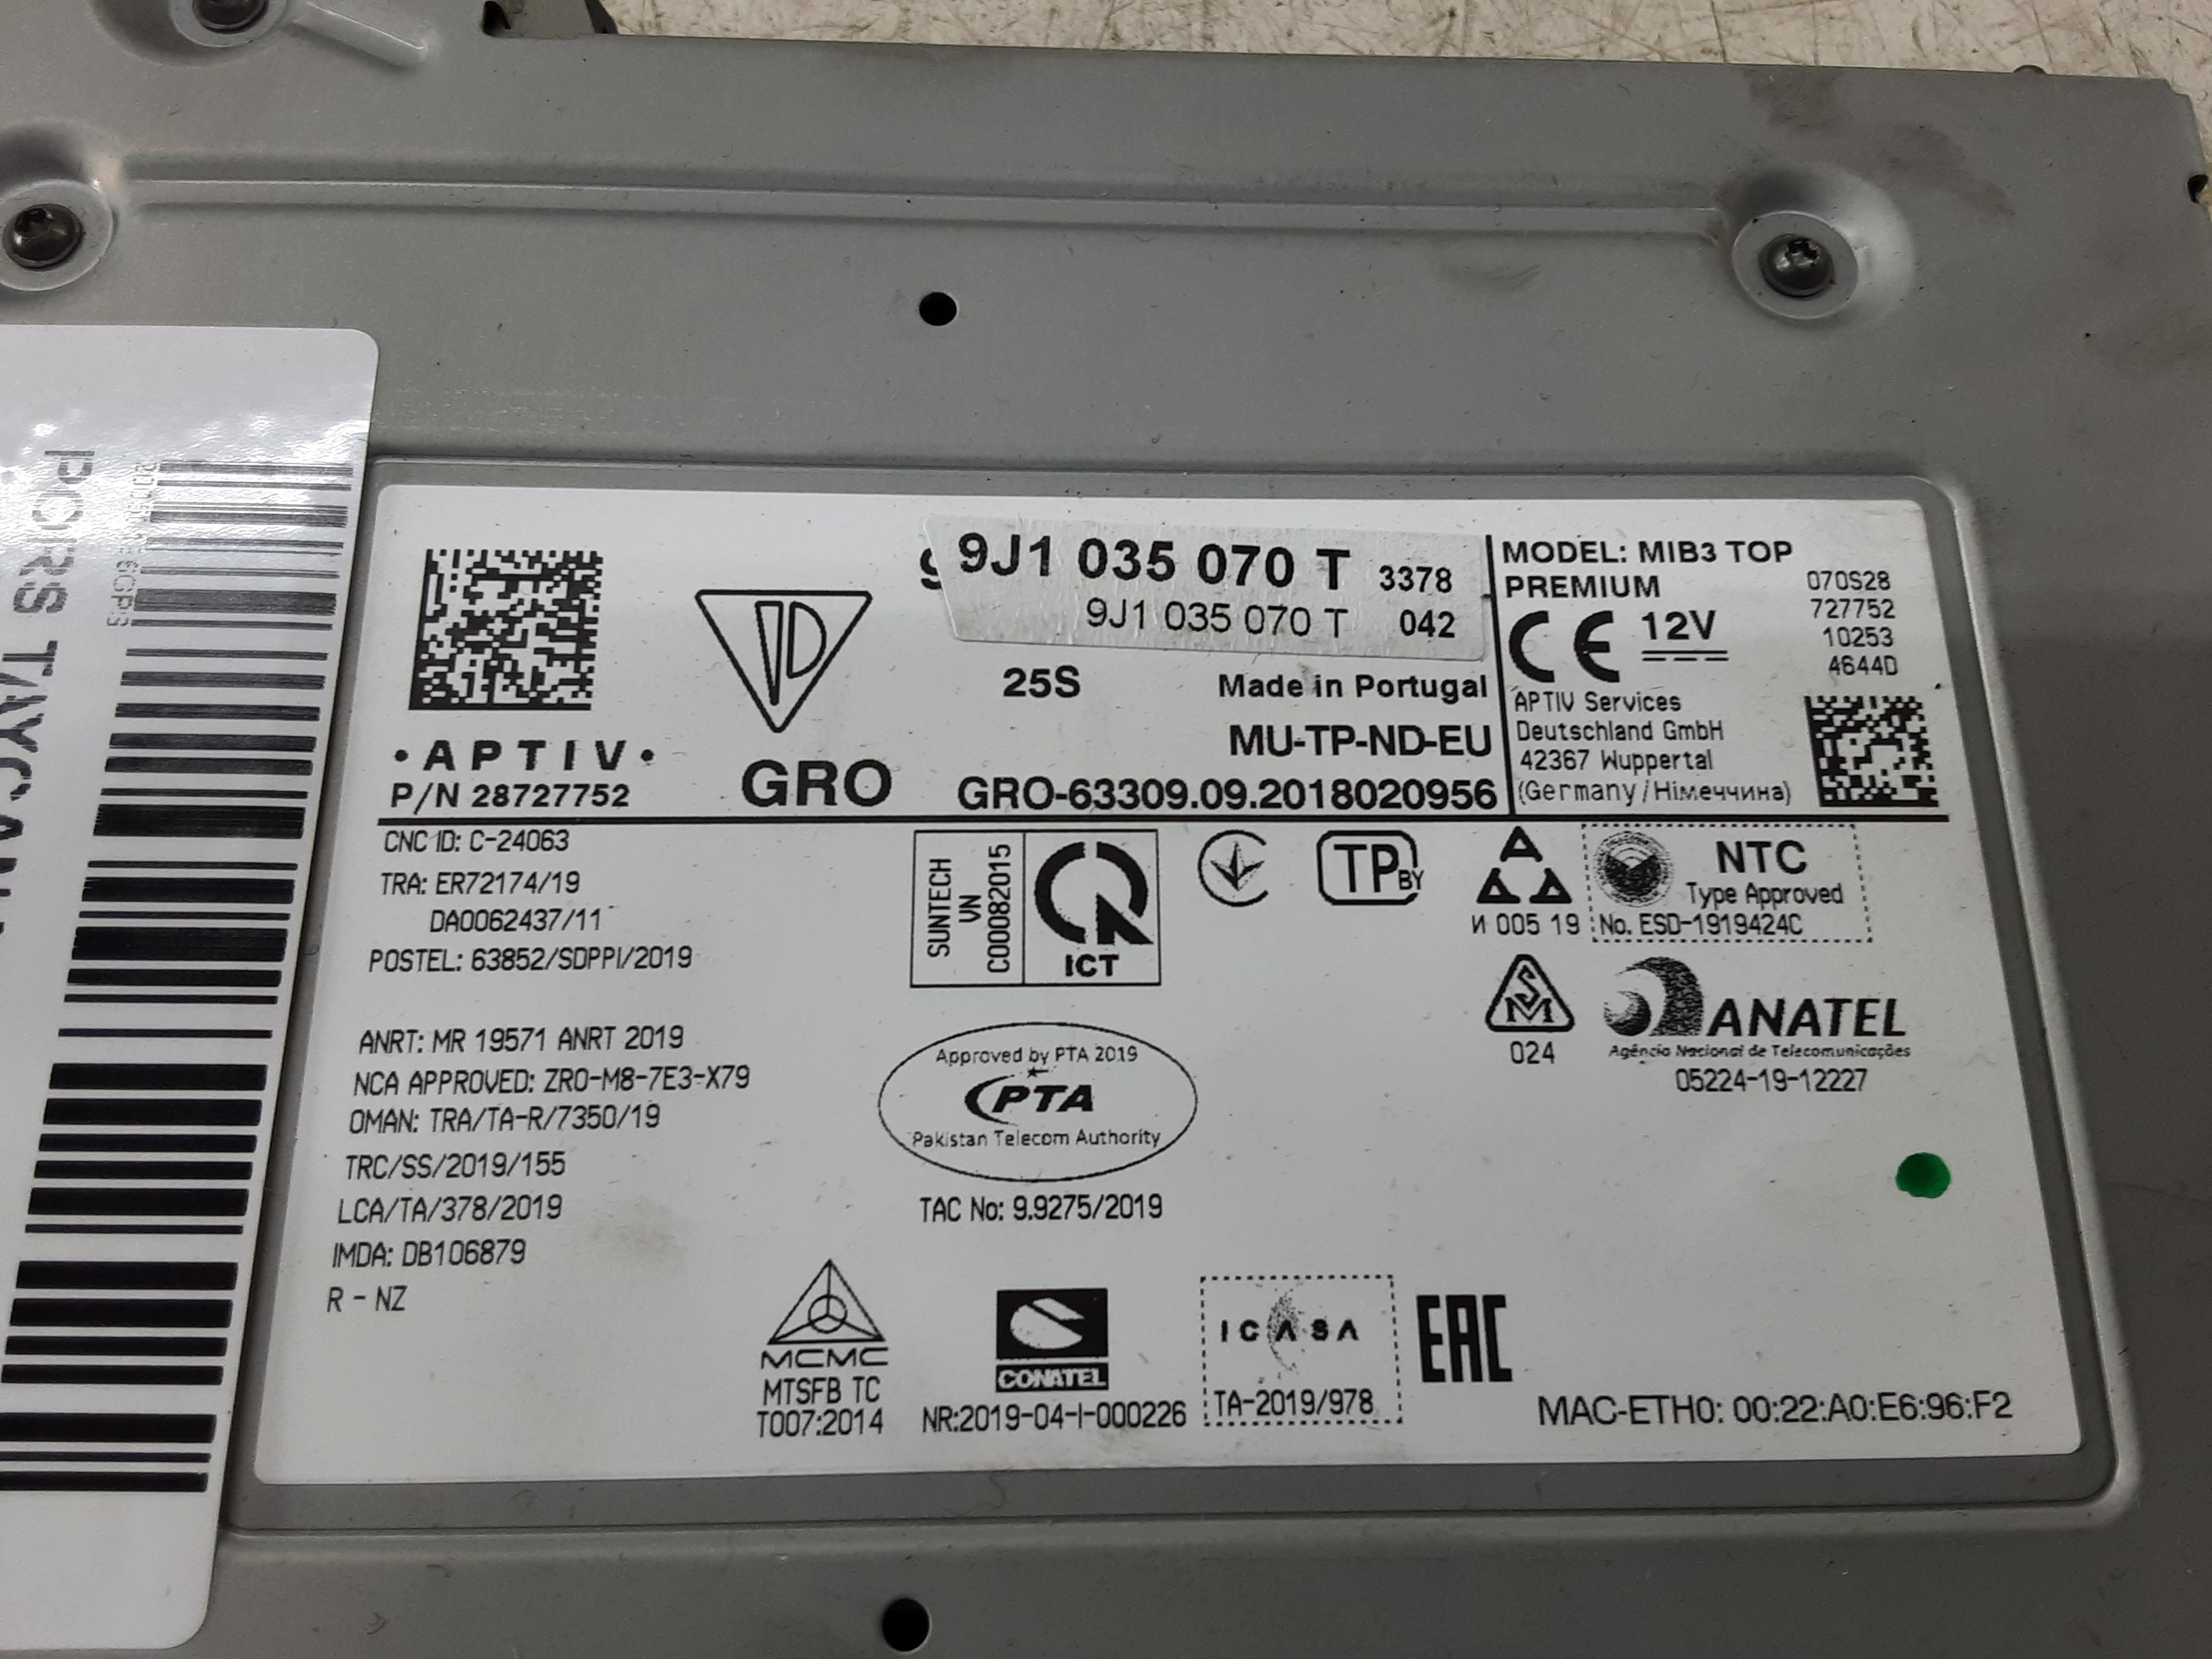 PORS TAYCAN
9J1 035 070 T 3378
9J1 035 070 T 042
25S
Made in Portugal
MU-TP-ND-EU
GRO-63309.09.2018020956
GRO
• APTIV •
P/N 28727752
MODEL: MIB3 TOP
PREMIUM
CE 12V
070S28
727752
10253
4644D
APTIV Services
Deutschland GmbH
42367 Wuppertal
(Germany/Німеччина)
CNC ID: C-24063
TRA: ER72174/19
DA0062437/11
POSTEL: 63852/SDPPI/2019
ANRT: MR 19571 ANRT 2019
NCA APPROVED: ZRO-M8-7E3-X79
OMAN: TRA/TA-R/7350/19
TRC/SS/2019/155
LCA/TA/378/2019
IMDA: DB106879
R - NZ
SUNTECH
VN
C000822015
ICT
TP BY
И 005 19
NTC
Type Approved
No. ESD-1919424C
SM
024
ANATEL
Agência Nacional de Telecomunicações
05224-19-12227
Approved by PTA 2019
PTA
Pakistan Telecom Authority
TAC No: 9.9275/2019
MCMC
MTSFB TC
T007:2014
CONATEL
NR:2019-04-I-000226
ICASA
TA-2019/978
EAC
MAC-ETH0: 00:22:A0:E6:96:F2